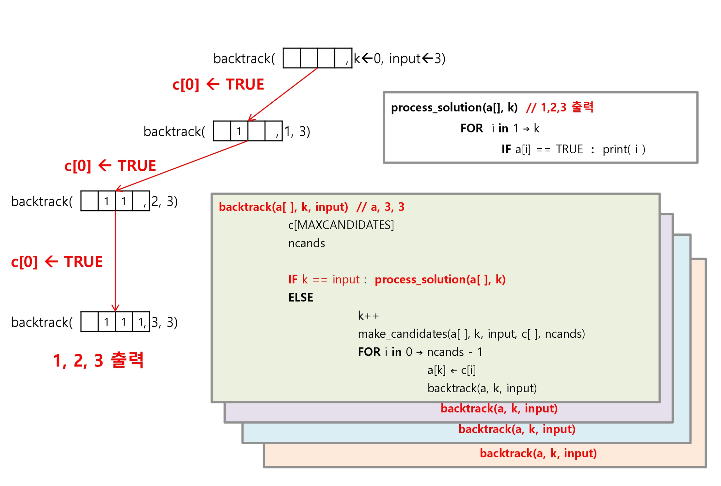 backtrack( , k←0, input←3)
c[0] ← TRUE
process_solution(a[], k) // 1,2,3 출력
FOR i in 1 → k
IF a[i] == TRUE : print( i )
backtrack( 1 , 1, 3)
c[0] ← TRUE
backtrack( 1 1 , 2, 3)
c[0] ← TRUE
backtrack( 1 1 1, 3, 3)
1, 2, 3 출력
backtrack(a[ ], k, input) // a, 3, 3
c[MAXCANDIDATES]
ncands
IF k == input : process_solution(a[ ], k)
ELSE
k++
make_candidates(a[ ], k, input, c[ ], ncands)
FOR i in 0 → ncands - 1
a[k] ← c[i]
backtrack(a, k, input)
backtrack(a, k, input)
backtrack(a, k, input)
backtrack(a, k, input)